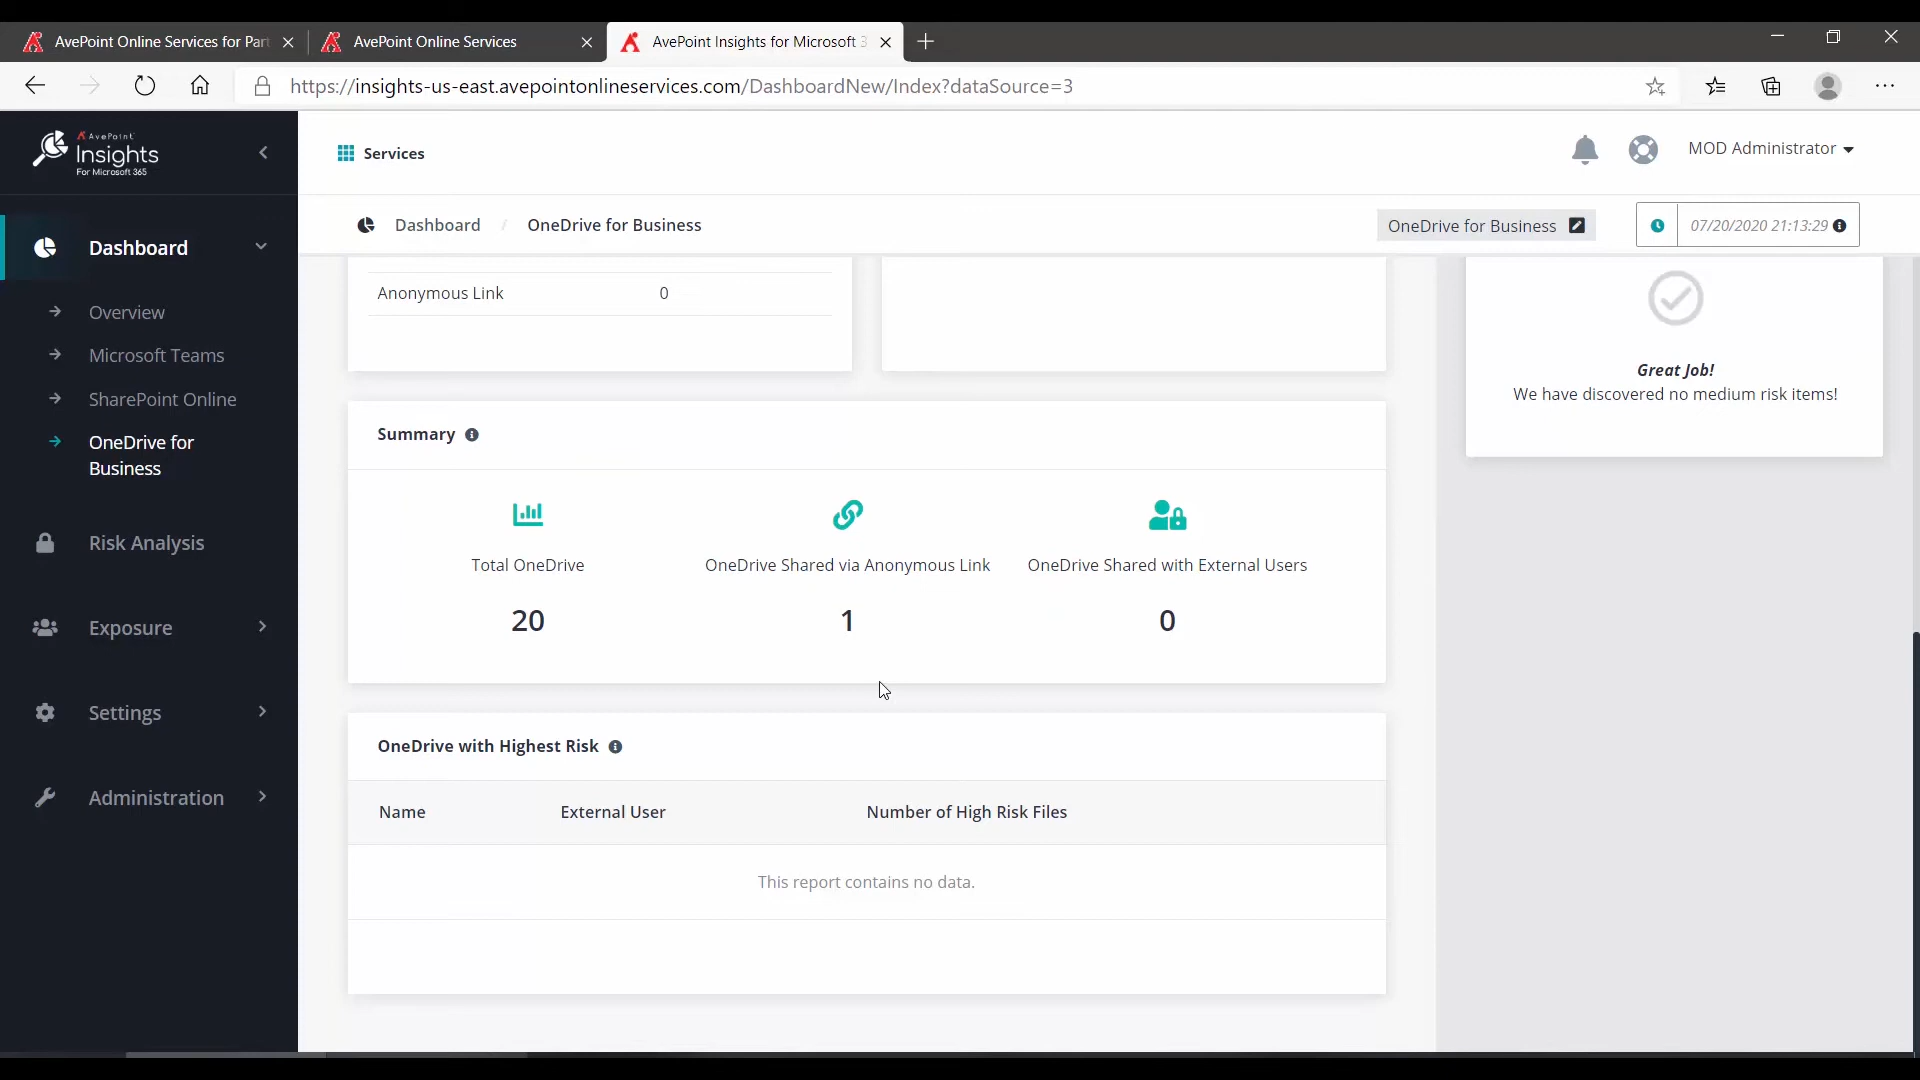 AvePoint Online Services for Part
AvePoint Online Services
AvePoint Insights for Microsoft 3
https://insights-us-east.avepointonlineservices.com/DashboardNew/Index?dataSource=3
AvePoint
Insights
For Microsoft 365
Services
MOD Administrator
Dashboard
Dashboard / OneDrive for Business
OneDrive for Business
07/20/2020 21:13:29
Overview
Microsoft Teams
SharePoint Online
OneDrive for
Business
Risk Analysis
Exposure
Settings
Administration
Anonymous Link 0
Great Job!
We have discovered no medium risk items!
Summary
Total OneDrive
20
OneDrive Shared via Anonymous Link
1
OneDrive Shared with External Users
0
OneDrive with Highest Risk
Name External User Number of High Risk Files
This report contains no data.